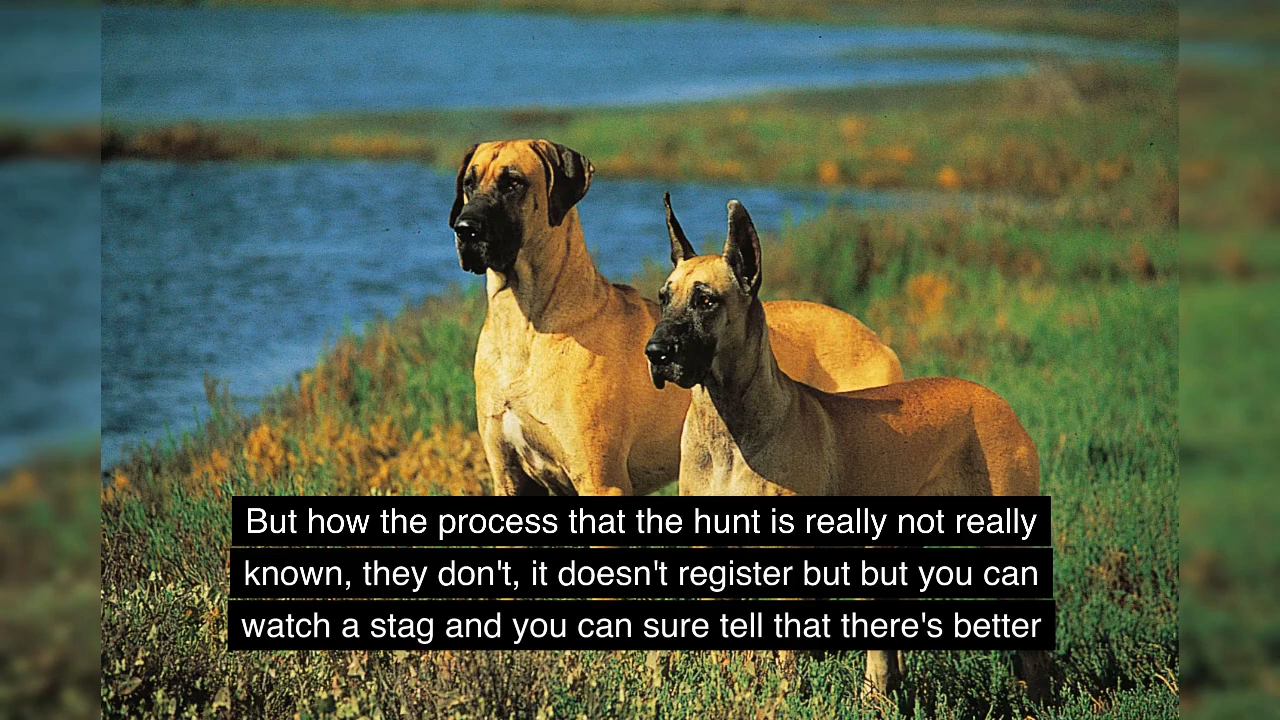 But how the process that the hunt is really not really
known, they don't, it doesn't register but but you can
watch a stag and you can sure tell that there's better